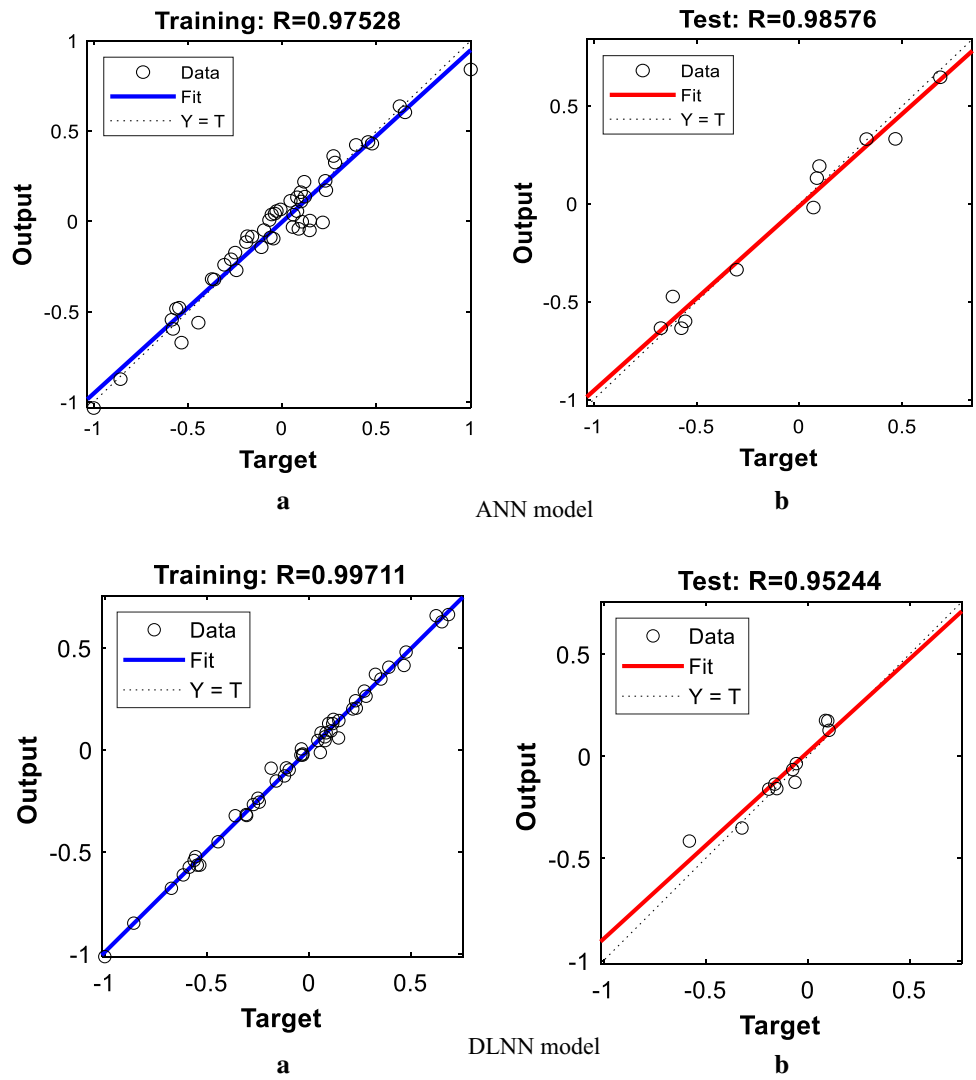 Training: R=0.97528
1
0.5
0
-0.5
-1
Output
Data
Fit
Y = T
-1
-0.5
0
0.5
1
Target
a
Test: R=0.98576
0.5
0
-0.5
-1
Output
Data
Fit
Y = T
-1
-0.5
0
0.5
Target
b
ANN model
Training: R=0.99711
0.5
0
-0.5
-1
Output
Data
Fit
Y = T
-1
-0.5
0
0.5
Target
a
Test: R=0.95244
0.5
0
-0.5
-1
Output
Data
Fit
Y = T
-1
-0.5
0
0.5
Target
b
DLNN model